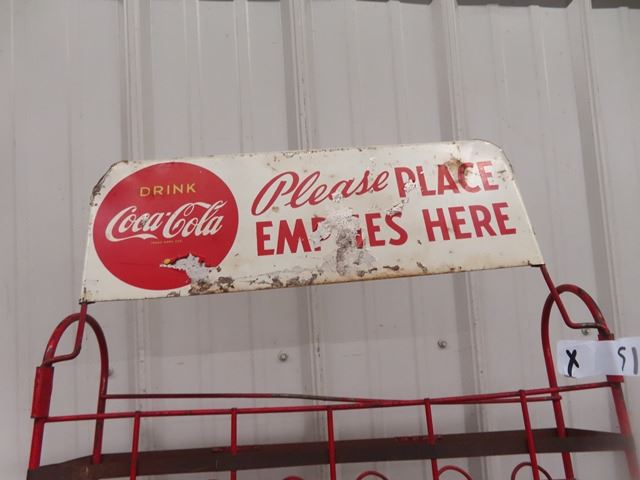 DRINK
Coca-Cola
Please PLACE
EMPTIES HERE
X 51